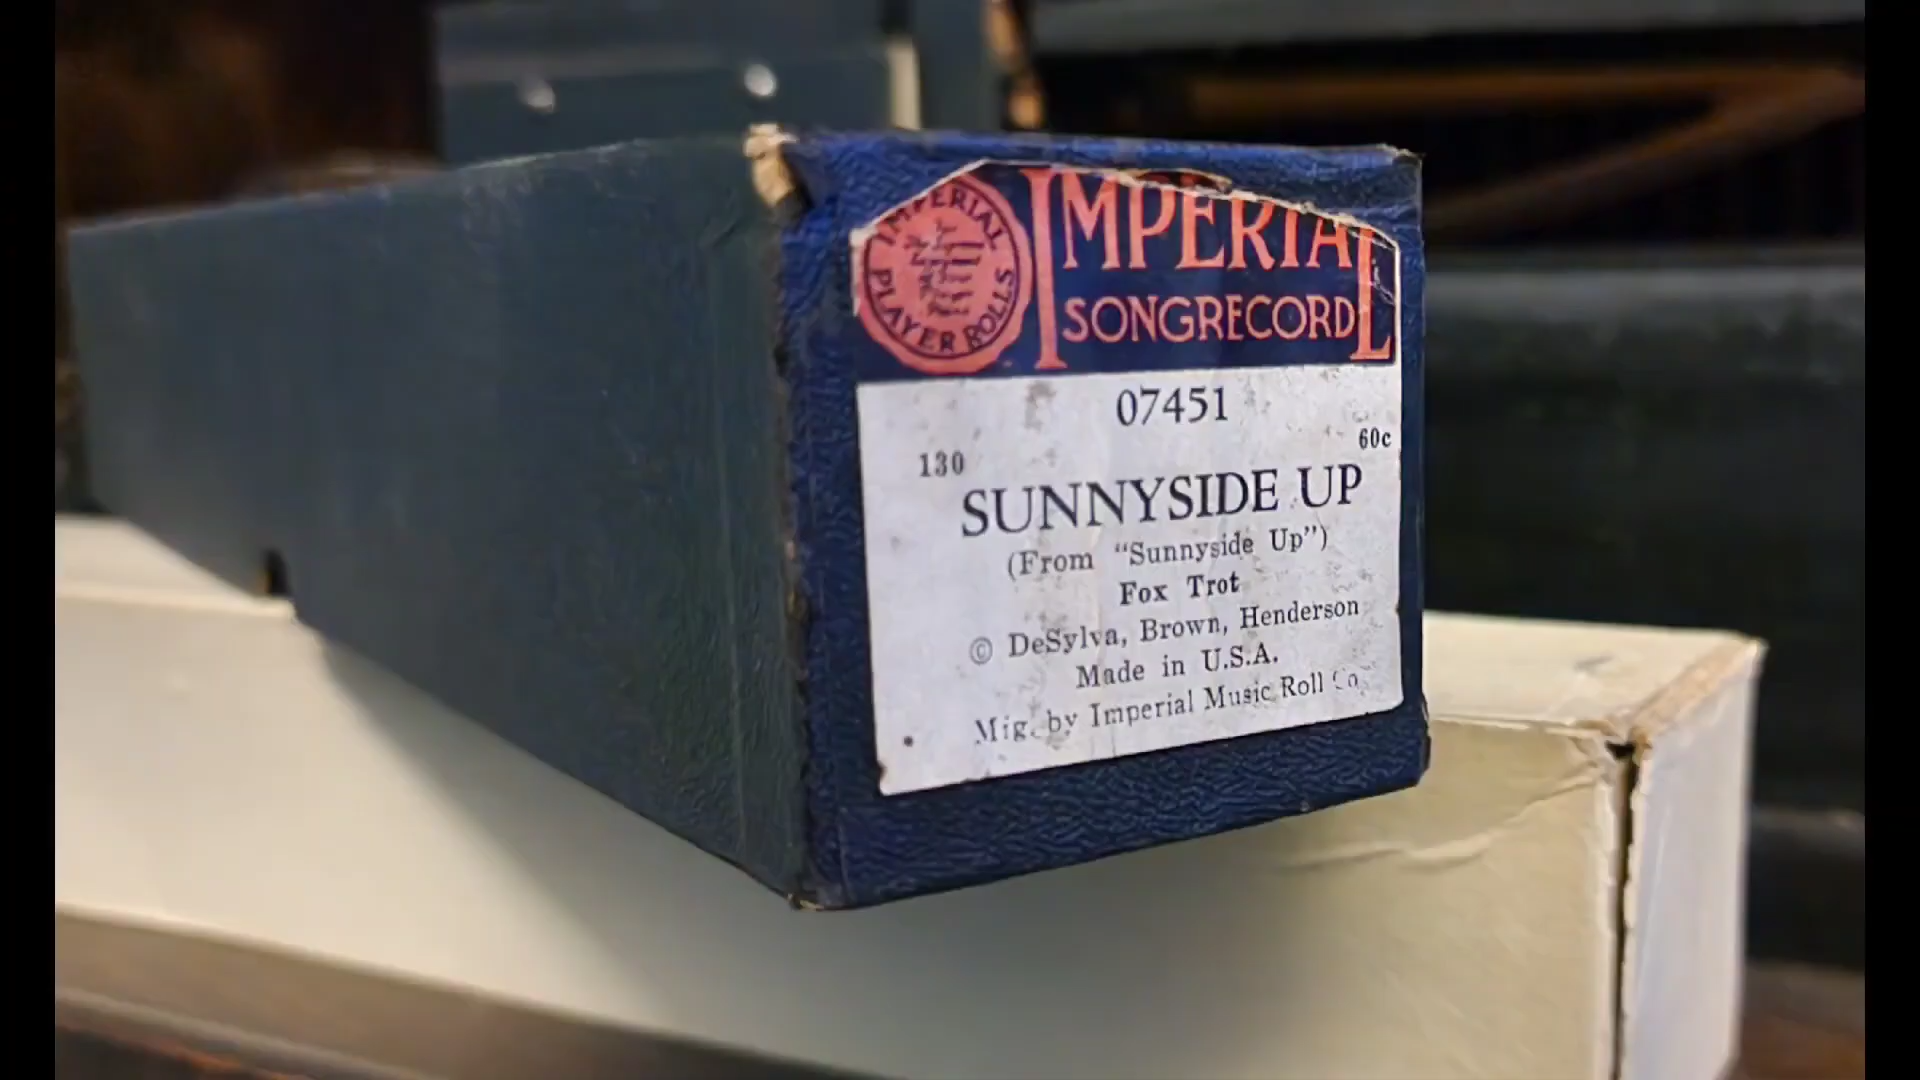 IMPERIAL
PLAYER ROLLS
IMPERIAL
SONGRECORD
07451
60c
130
SUNNYSIDE UP
(From “Sunnyside Up”)
Fox Trot
© DeSylva, Brown, Henderson
Made in U.S.A.
Mfg. by Imperial Music Roll Co.